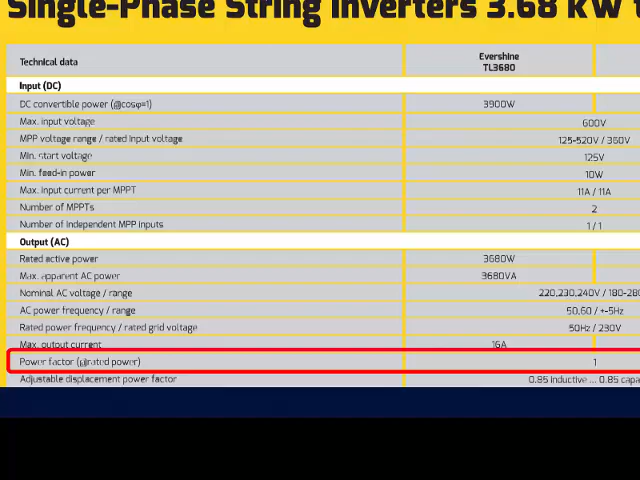 Single-Phase String Inverters 3.68 kW
Technical data
Evershine
TL3680
Input (DC)
DC convertible power (@cosφ=1) 3900W
Max. input voltage 600V
MPP voltage range / rated input voltage 125-520V / 360V
Min. start voltage 125V
Min. feed-in power 10W
Max. input current per MPPT 11A / 11A
Number of MPPTs 2
Number of independent MPP inputs 1 / 1
Output (AC)
Rated active power 3680W
Max. apparent AC power 3680VA
Nominal AC voltage / range 220,230,240V / 180-280
AC power frequency / range 50,60 / +-5Hz
Rated power frequency / rated grid voltage 50Hz / 230V
Max. output current 16A
Power factor (@rated power) 1
Adjustable displacement power factor 0.85 inductive ... 0.85 capa